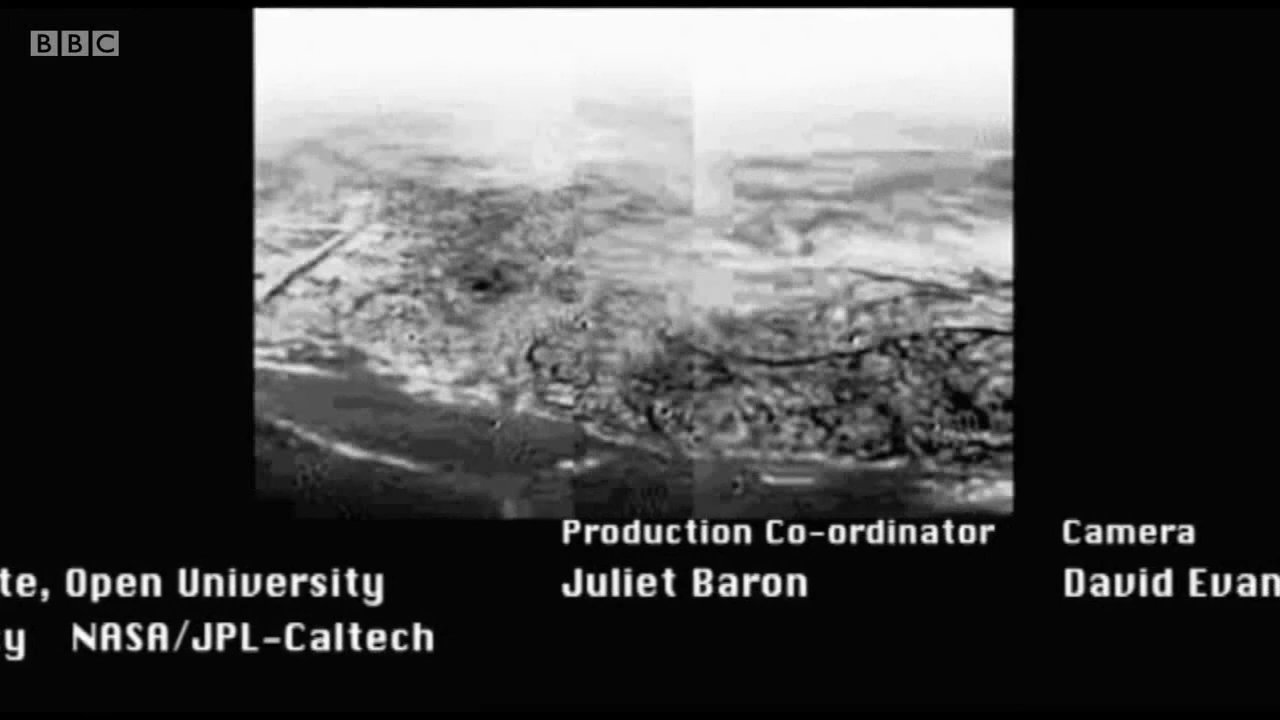 BBC
Production Co-ordinator Camera
te, Open University Juliet Baron David Evan
y NASA/JPL-Caltech